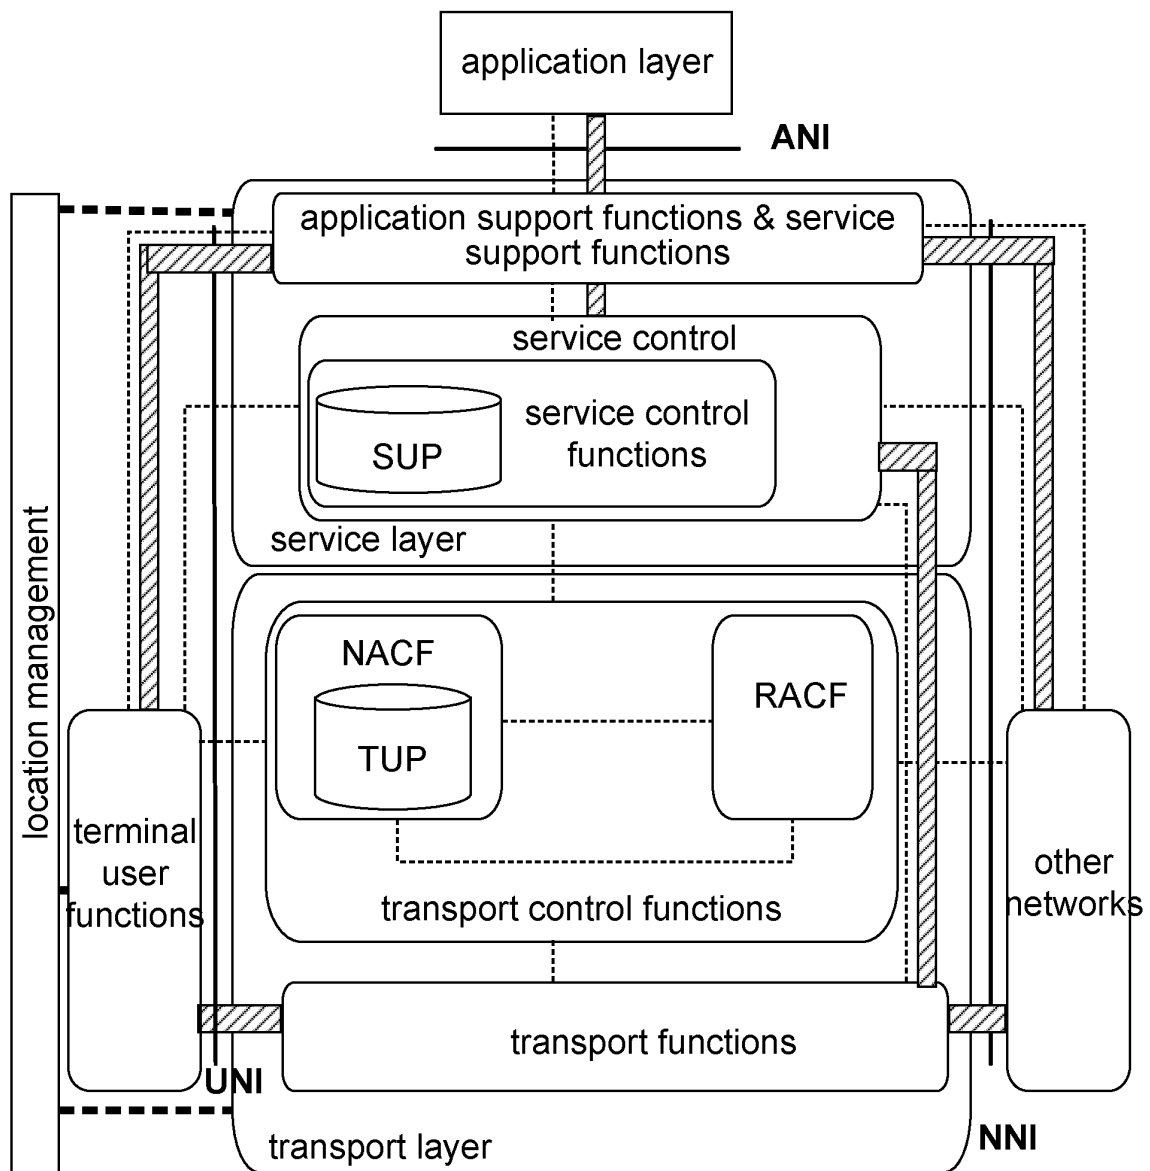 application layer
ANI
application support functions & service
support functions
service control
service control
functions
SUP
service layer
location management
NACF
RACF
TUP
terminal
user
functions
other
networks
transport control functions
transport functions
UNI
NNI
transport layer